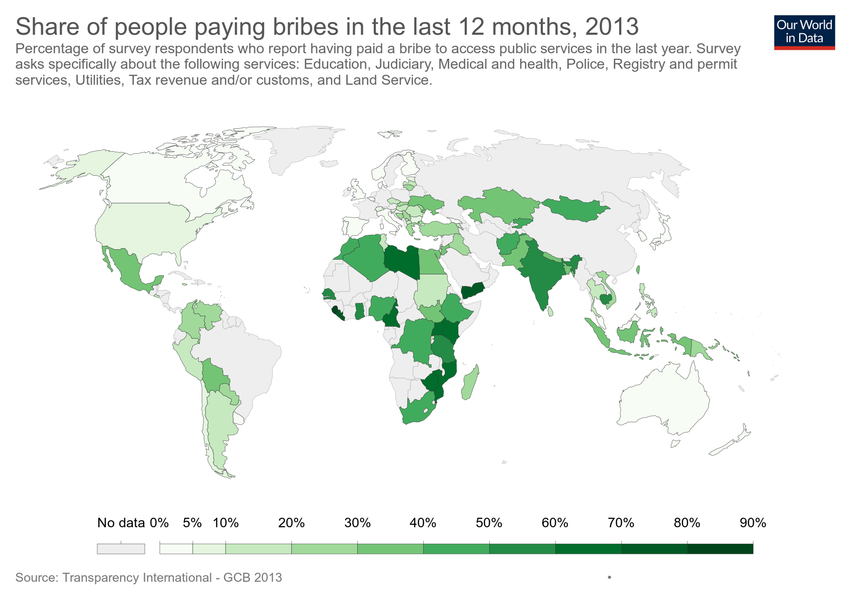 Share of people paying bribes in the last 12 months, 2013
Our World
in Data
Percentage of survey respondents who report having paid a bribe to access public services in the last year. Survey
asks specifically about the following services: Education, Judiciary, Medical and health, Police, Registry and permit
services, Utilities, Tax revenue and/or customs, and Land Service.
No data 0% 5% 10% 20% 30% 40% 50% 60% 70% 80% 90%
Source: Transparency International - GCB 2013 •